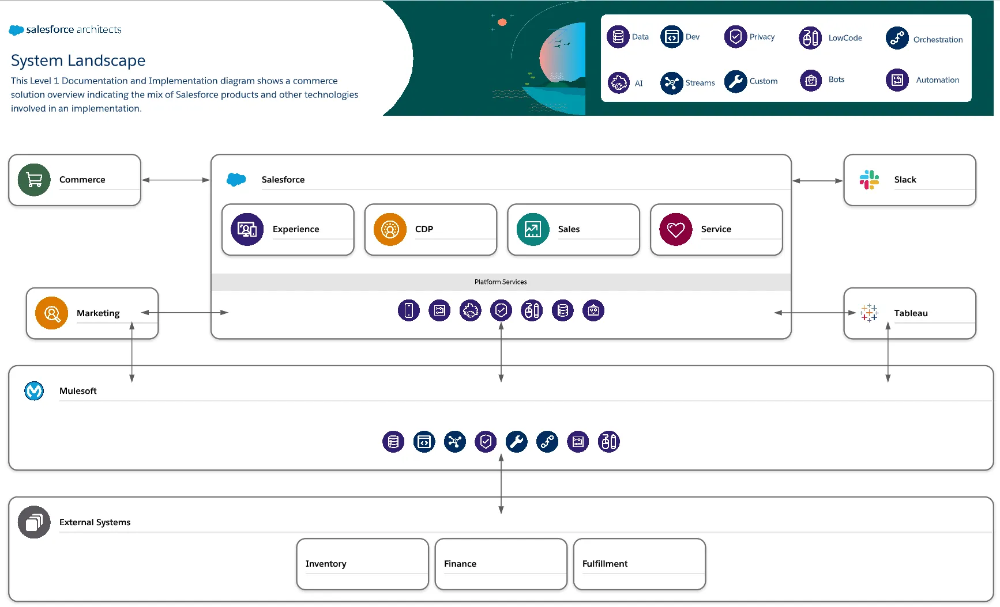 salesforce architects
System Landscape
This Level 1 Documentation and Implementation diagram shows a commerce
solution overview indicating the mix of Salesforce products and other technologies
involved in an implementation.
Data
Dev
Privacy
LowCode
Orchestration
AI
Streams
Custom
Bots
Automation
Commerce
Salesforce
Slack
Experience
CDP
Sales
Service
Platform Services
Marketing
Tableau
Mulesoft
External Systems
Inventory
Finance
Fulfillment